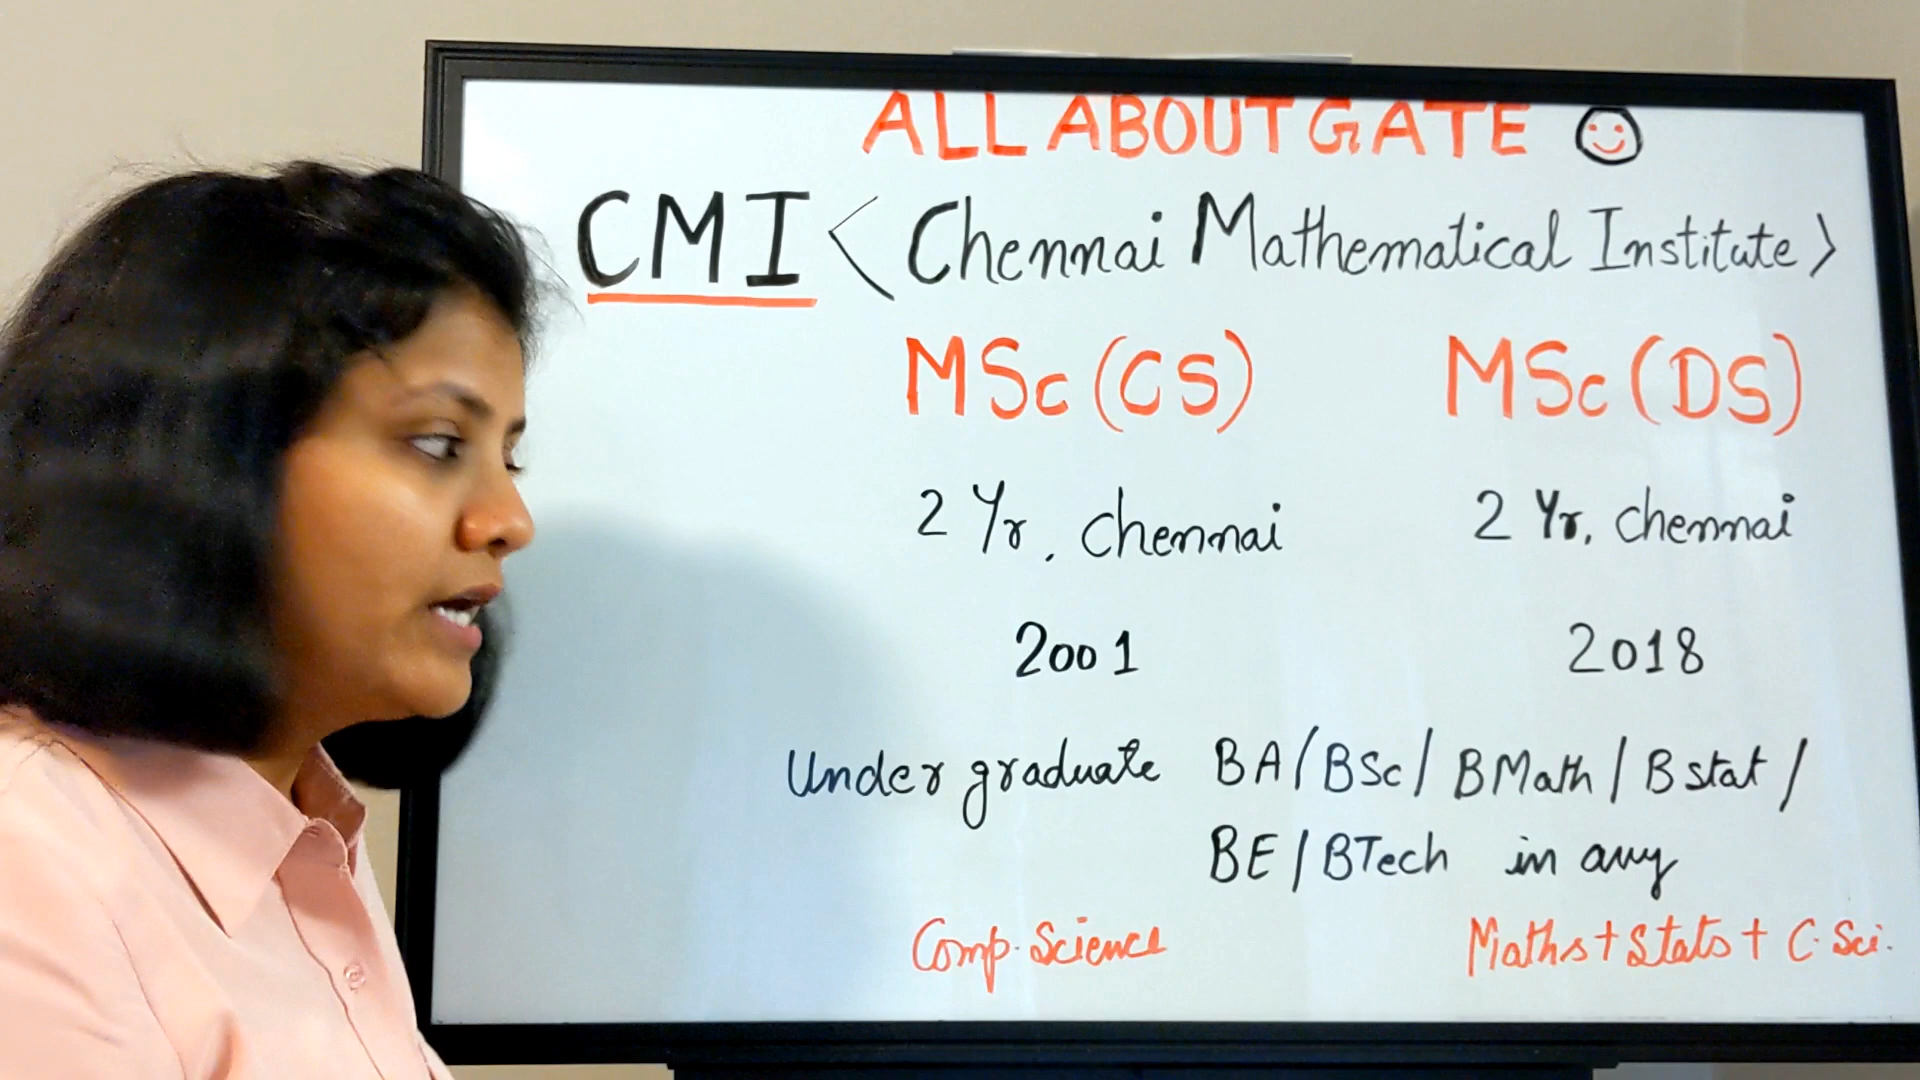 ALL ABOUT GATE
CMI < Chennai Mathematical Institute >
MSc (CS) MSc (DS)
2 Yr, Chennai 2 Yr, Chennai
2001 2018
Undergraduate BA/BSc/BMath/Bstat/
BE/BTech in any
Comp. Science Maths + Stats + C. Sci.